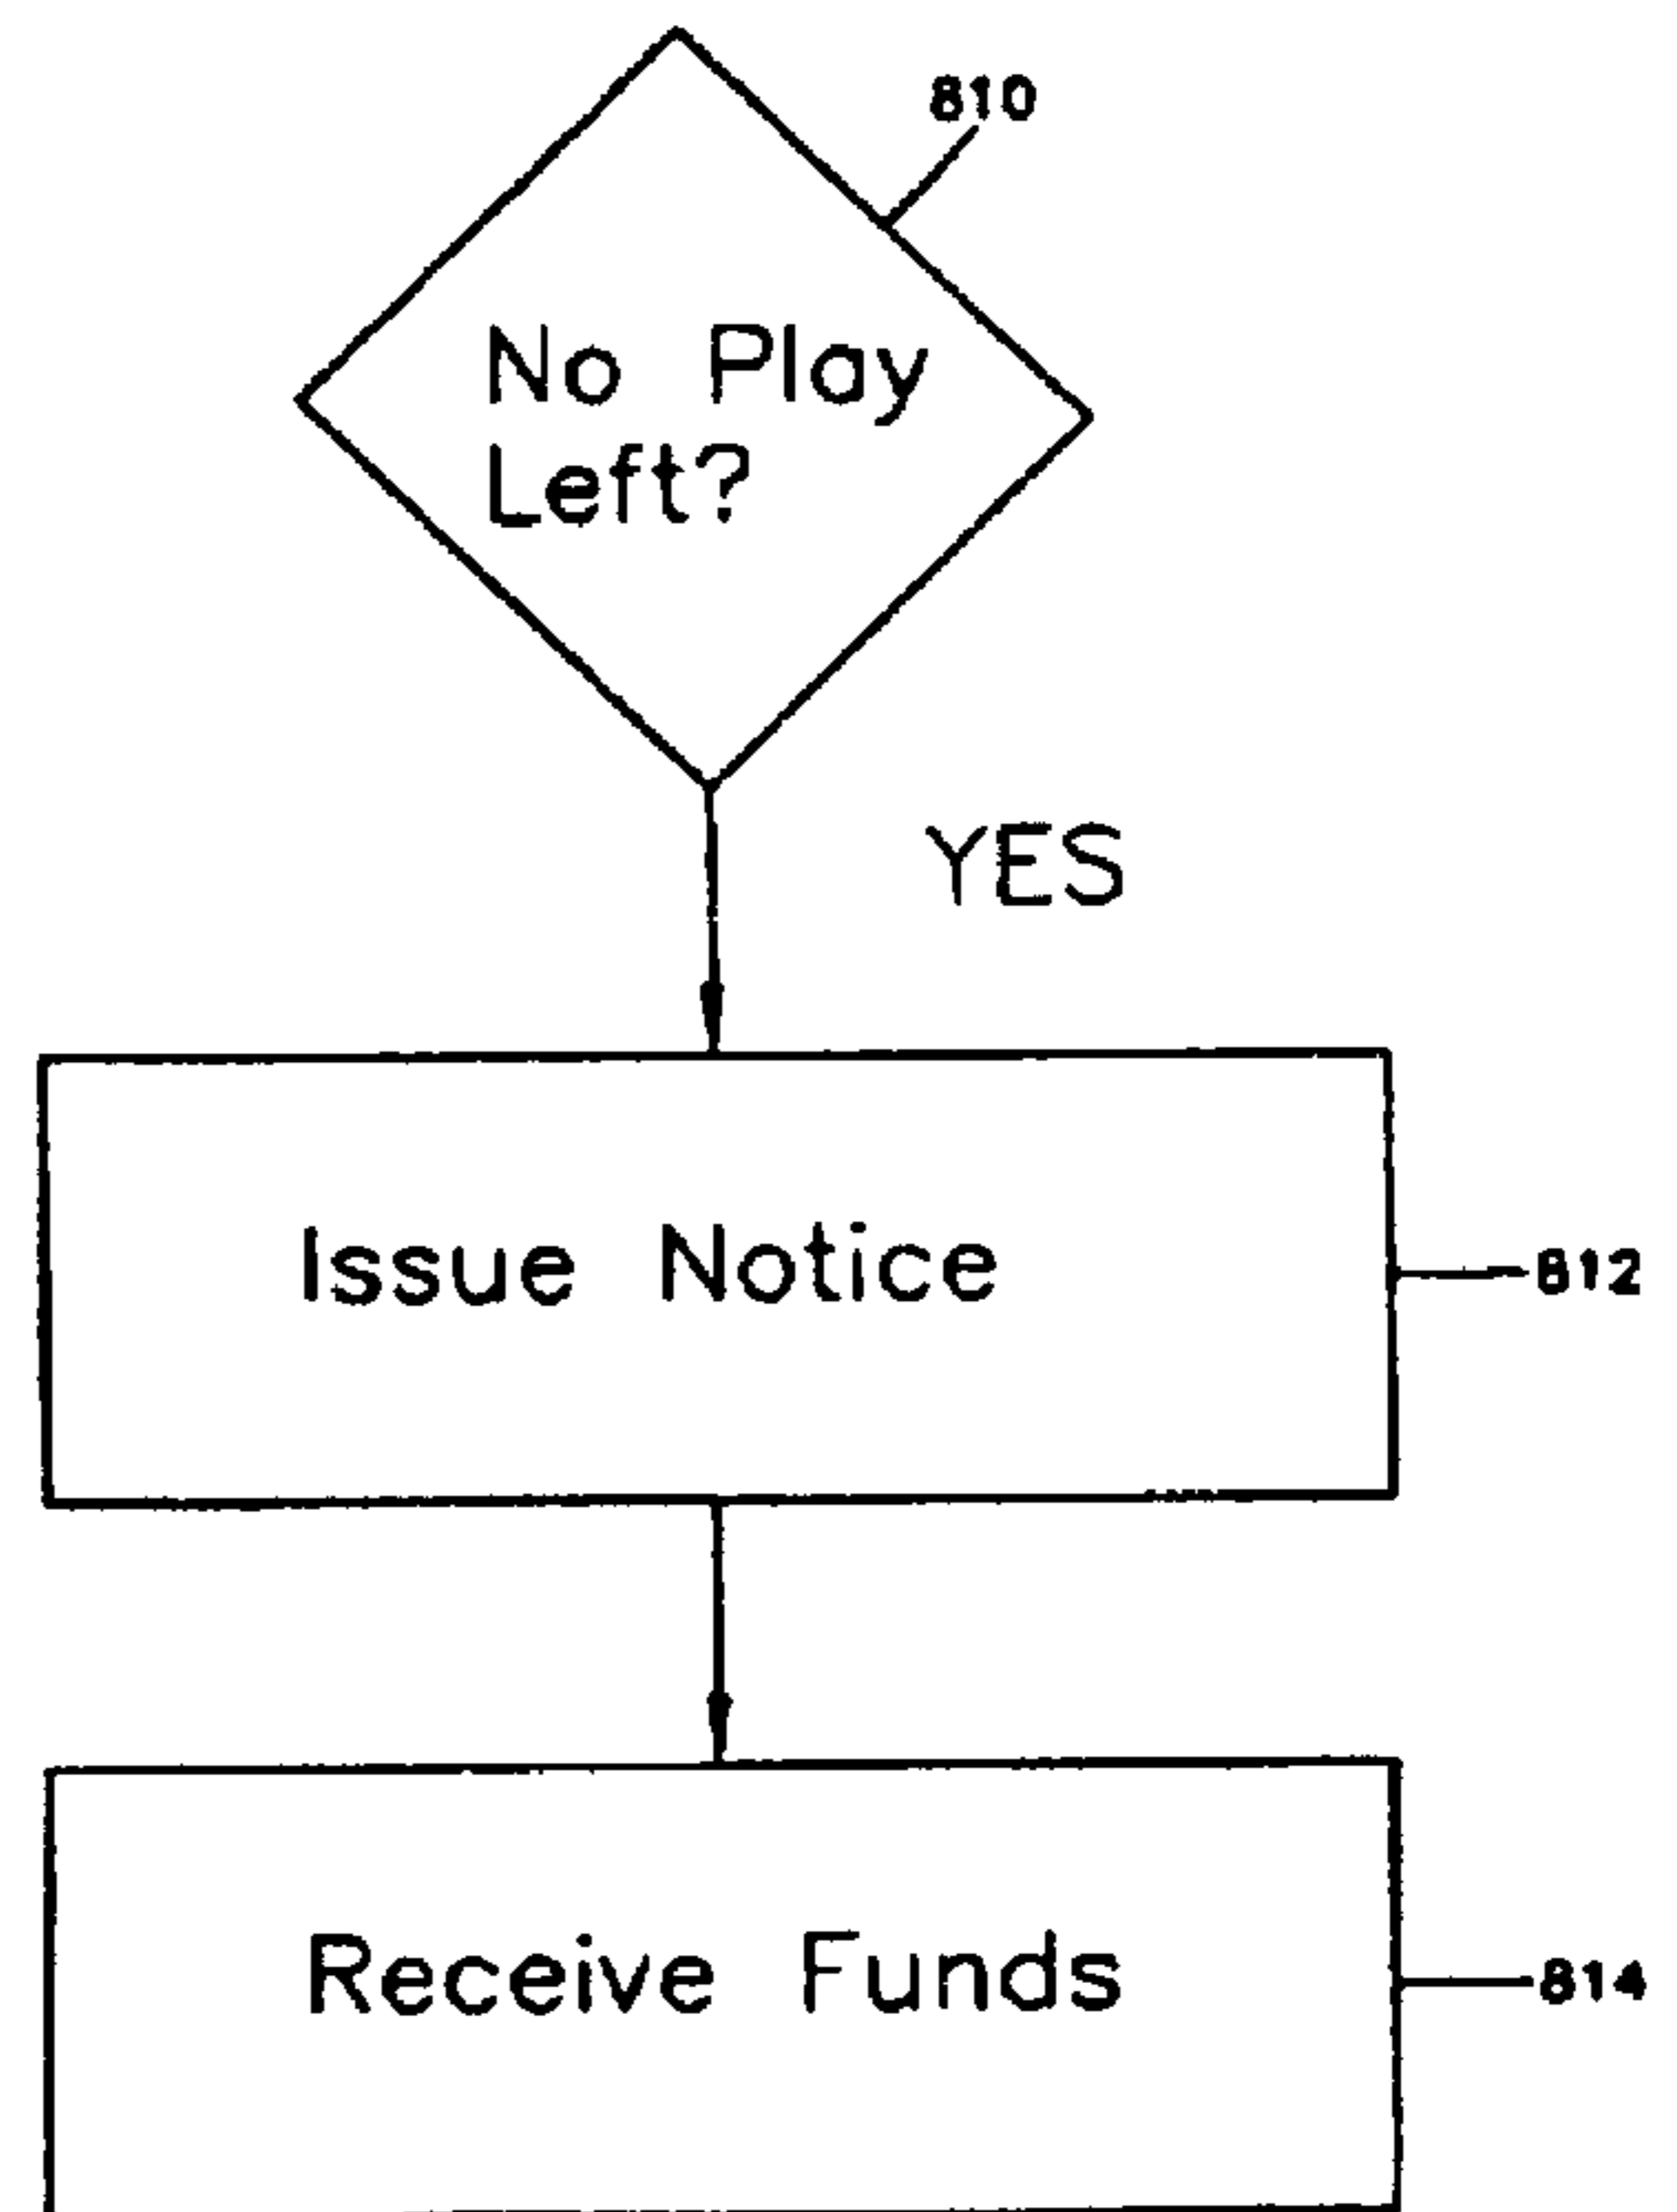 810
No Play
Left?
YES
Issue Notice
812
Receive Funds
814